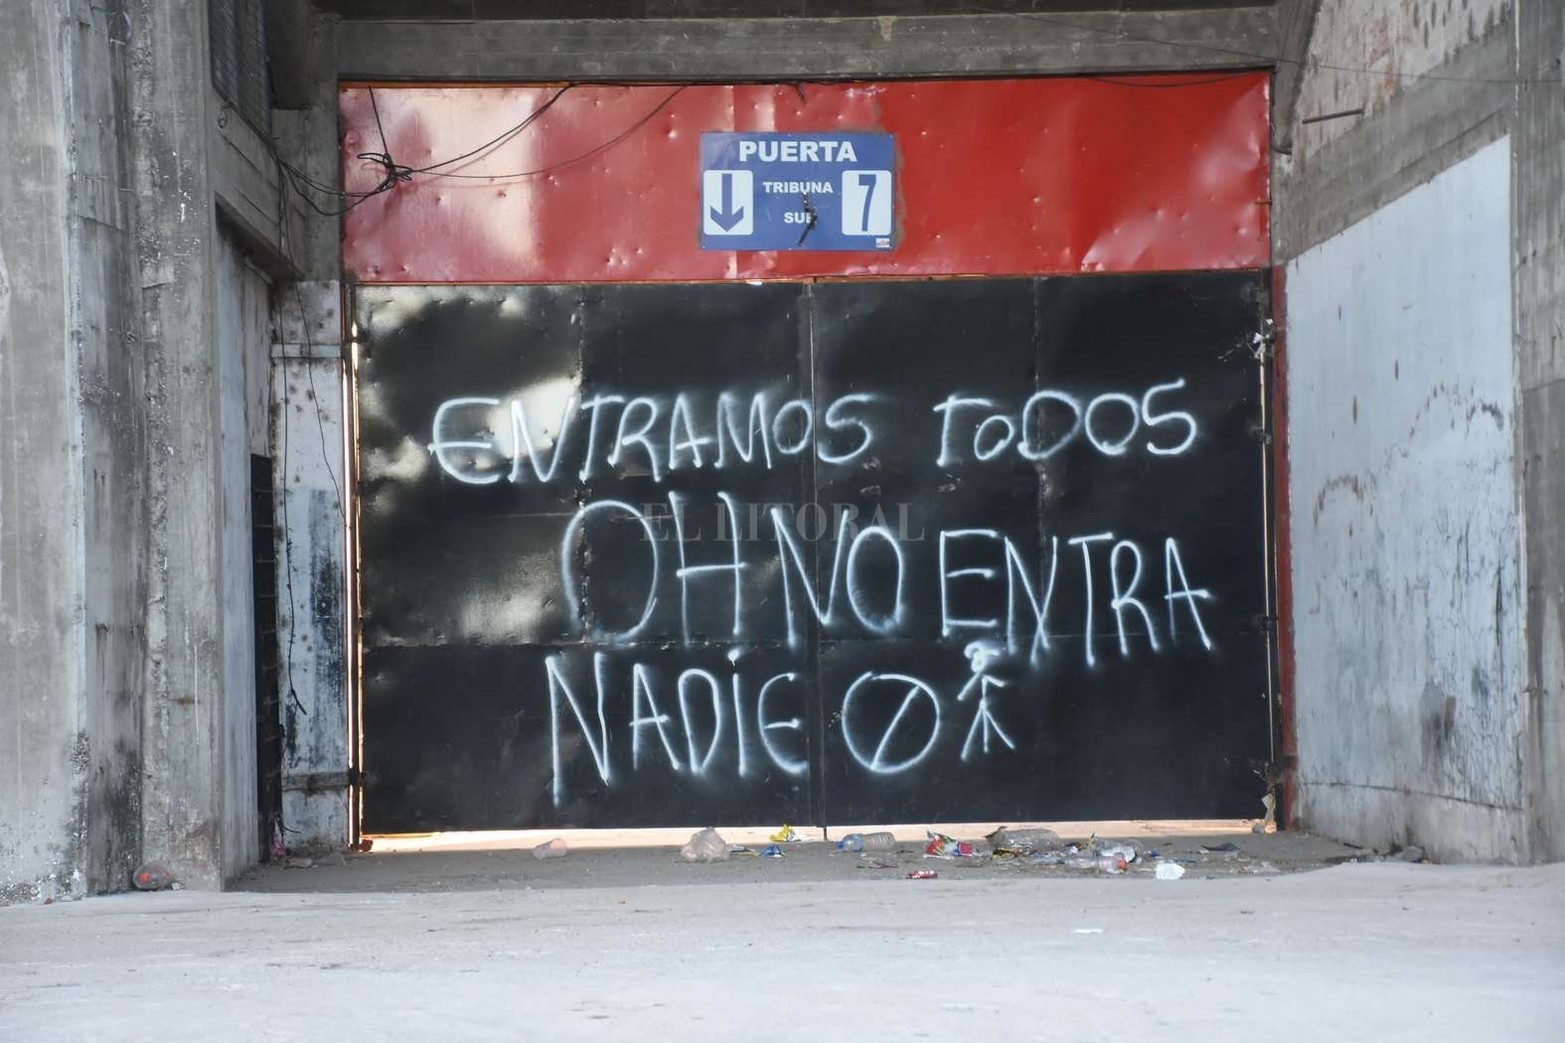 PUERTA
TRIBUNA
7
SUR
ENTRAMOS TODOS
OH NO ENTRA
NADIE
EL LITORAL